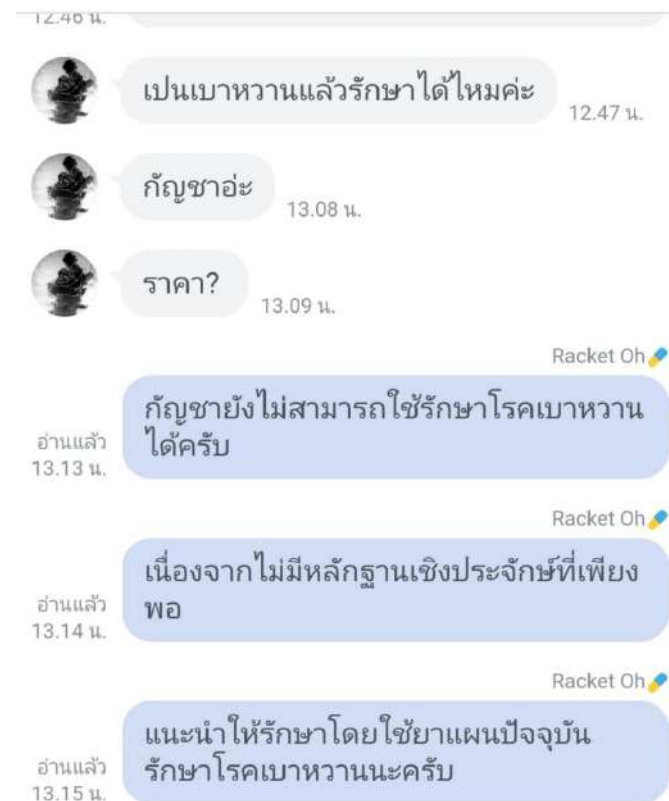 12.46 น.
เปนเบาหวานแล้วรักษาได้ไหมค่ะ
12.47 น.
กัญชาอ่ะ
13.08 น.
ราคา?
13.09 น.
Racket Oh
กัญชายังไม่สามารถใช้รักษาโรคเบาหวาน
ได้ครับ
อ่านแล้ว
13.13 น.
Racket Oh
เนื่องจากไม่มีหลักฐานเชิงประจักษ์ที่เพียง
พอ
อ่านแล้ว
13.14 น.
Racket Oh
แนะนำให้รักษาโดยใช้ยาแผนปัจจุบัน
รักษาโรคเบาหวานนะครับ
อ่านแล้ว
13.15 น.